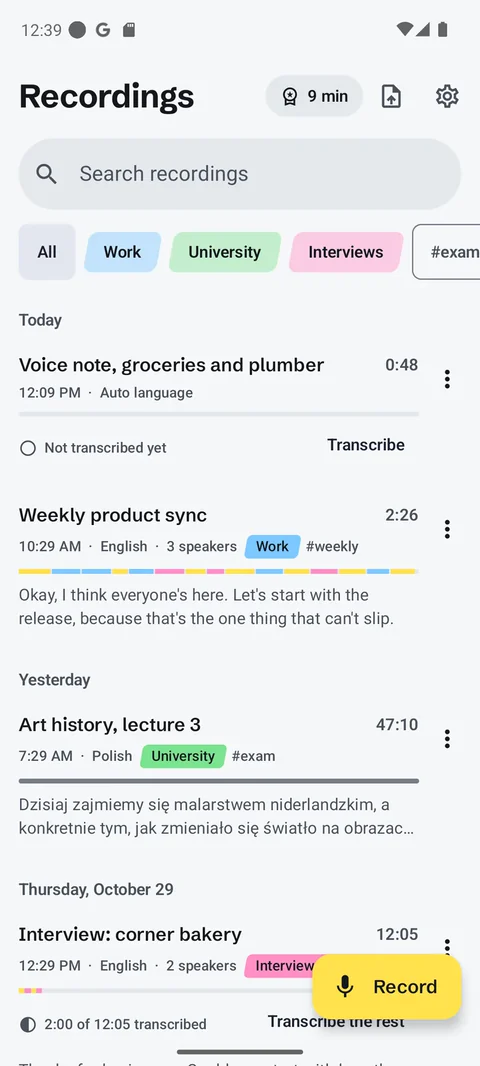 12:39
Recordings
9 min
Search recordings
All
Work
University
Interviews
#exam
Today
Voice note, groceries and plumber
0:48
12:09 PM · Auto language
Not transcribed yet
Transcribe
Weekly product sync
2:26
10:29 AM · English · 3 speakers Work #weekly
Okay, I think everyone's here. Let's start with the
release, because that's the one thing that can't slip.
Yesterday
Art history, lecture 3
47:10
7:29 AM · Polish University #exam
Dzisiaj zajmiemy się malarstwem niderlandzkim, a
konkretnie tym, jak zmieniało się światło na obrazac…
Thursday, October 29
Interview: corner bakery
12:05
12:29 PM · English · 2 speakers Interview
Record
2:00 of 12:05 transcribed
Transcribe the rest